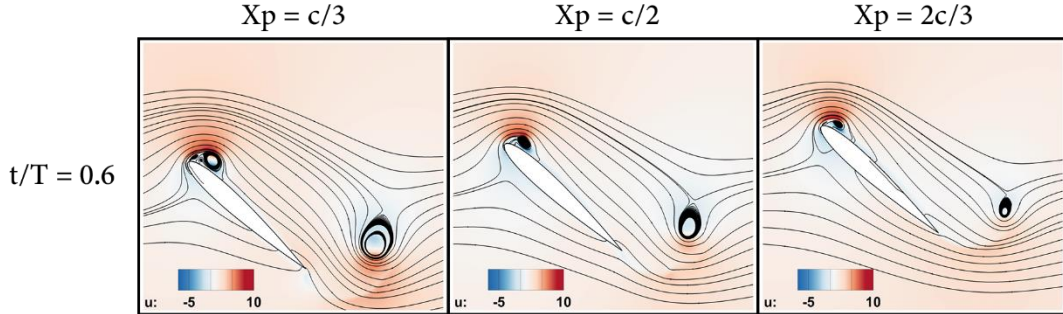 Xp = c/3 Xp = c/2 Xp = 2c/3
t/T = 0.6
u: -5 10 u: -5 10 u: -5 10